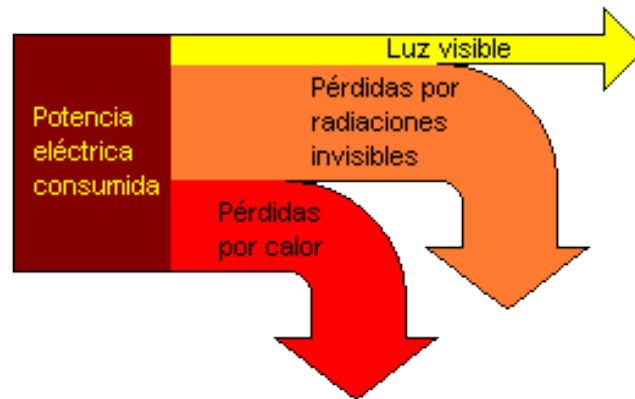 Luz visible
Pérdidas por
radiaciones
invisibles
Potencia
eléctrica
consumida
Pérdidas
por calor